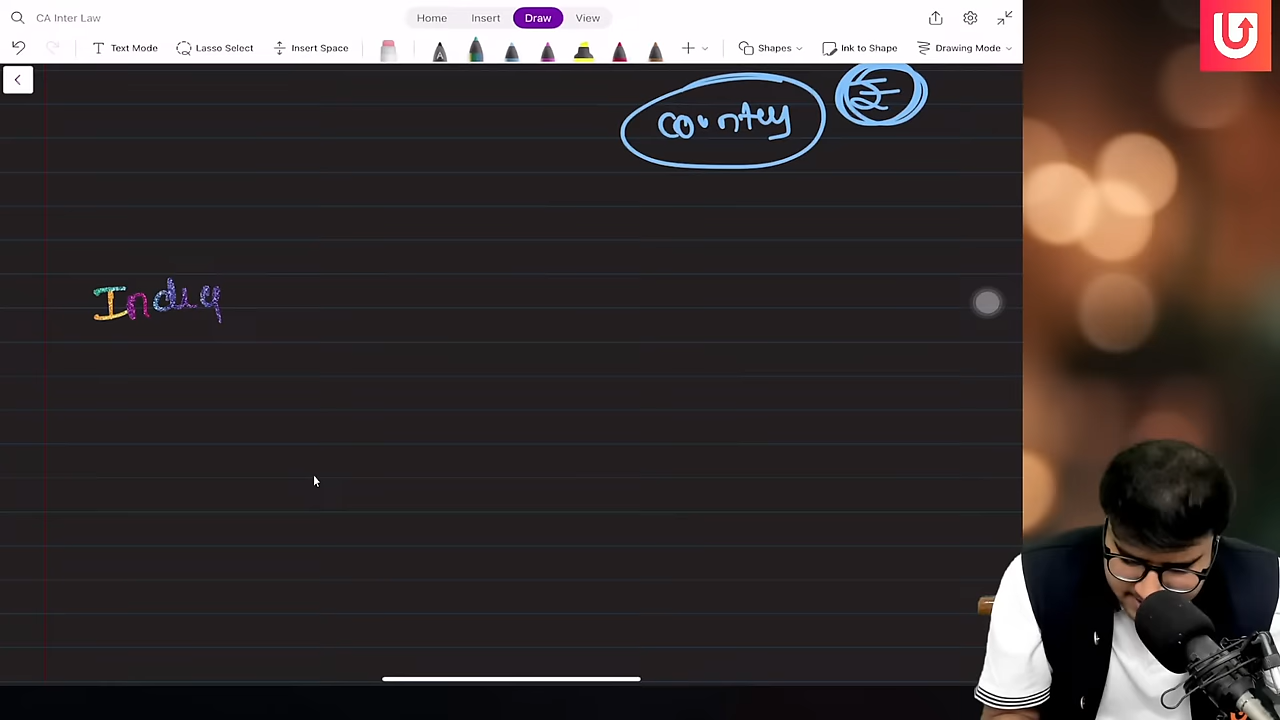 CA Inter Law
Home Insert Draw View
Text Mode Lasso Select Insert Space Shapes Ink to Shape Drawing Mode
country ₹
India